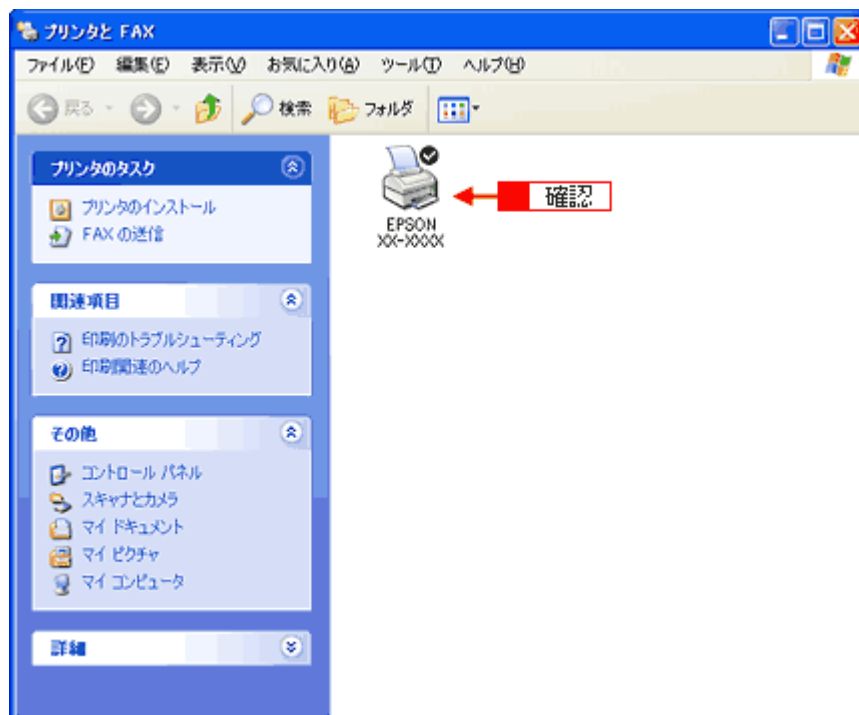 プリンタと FAX
ファイル(F) 編集(E) 表示(V) お気に入り(A) ツール(T) ヘルプ(H)
戻る 検索 フォルダ
プリンタのタスク
プリンタのインストール
FAX の送信
関連項目
印刷のトラブルシューティング
印刷関連のヘルプ
その他
コントロール パネル
スキャナとカメラ
マイ ドキュメント
マイ ピクチャ
マイ コンピュータ
詳細
EPSON
XX-XXXX
確認